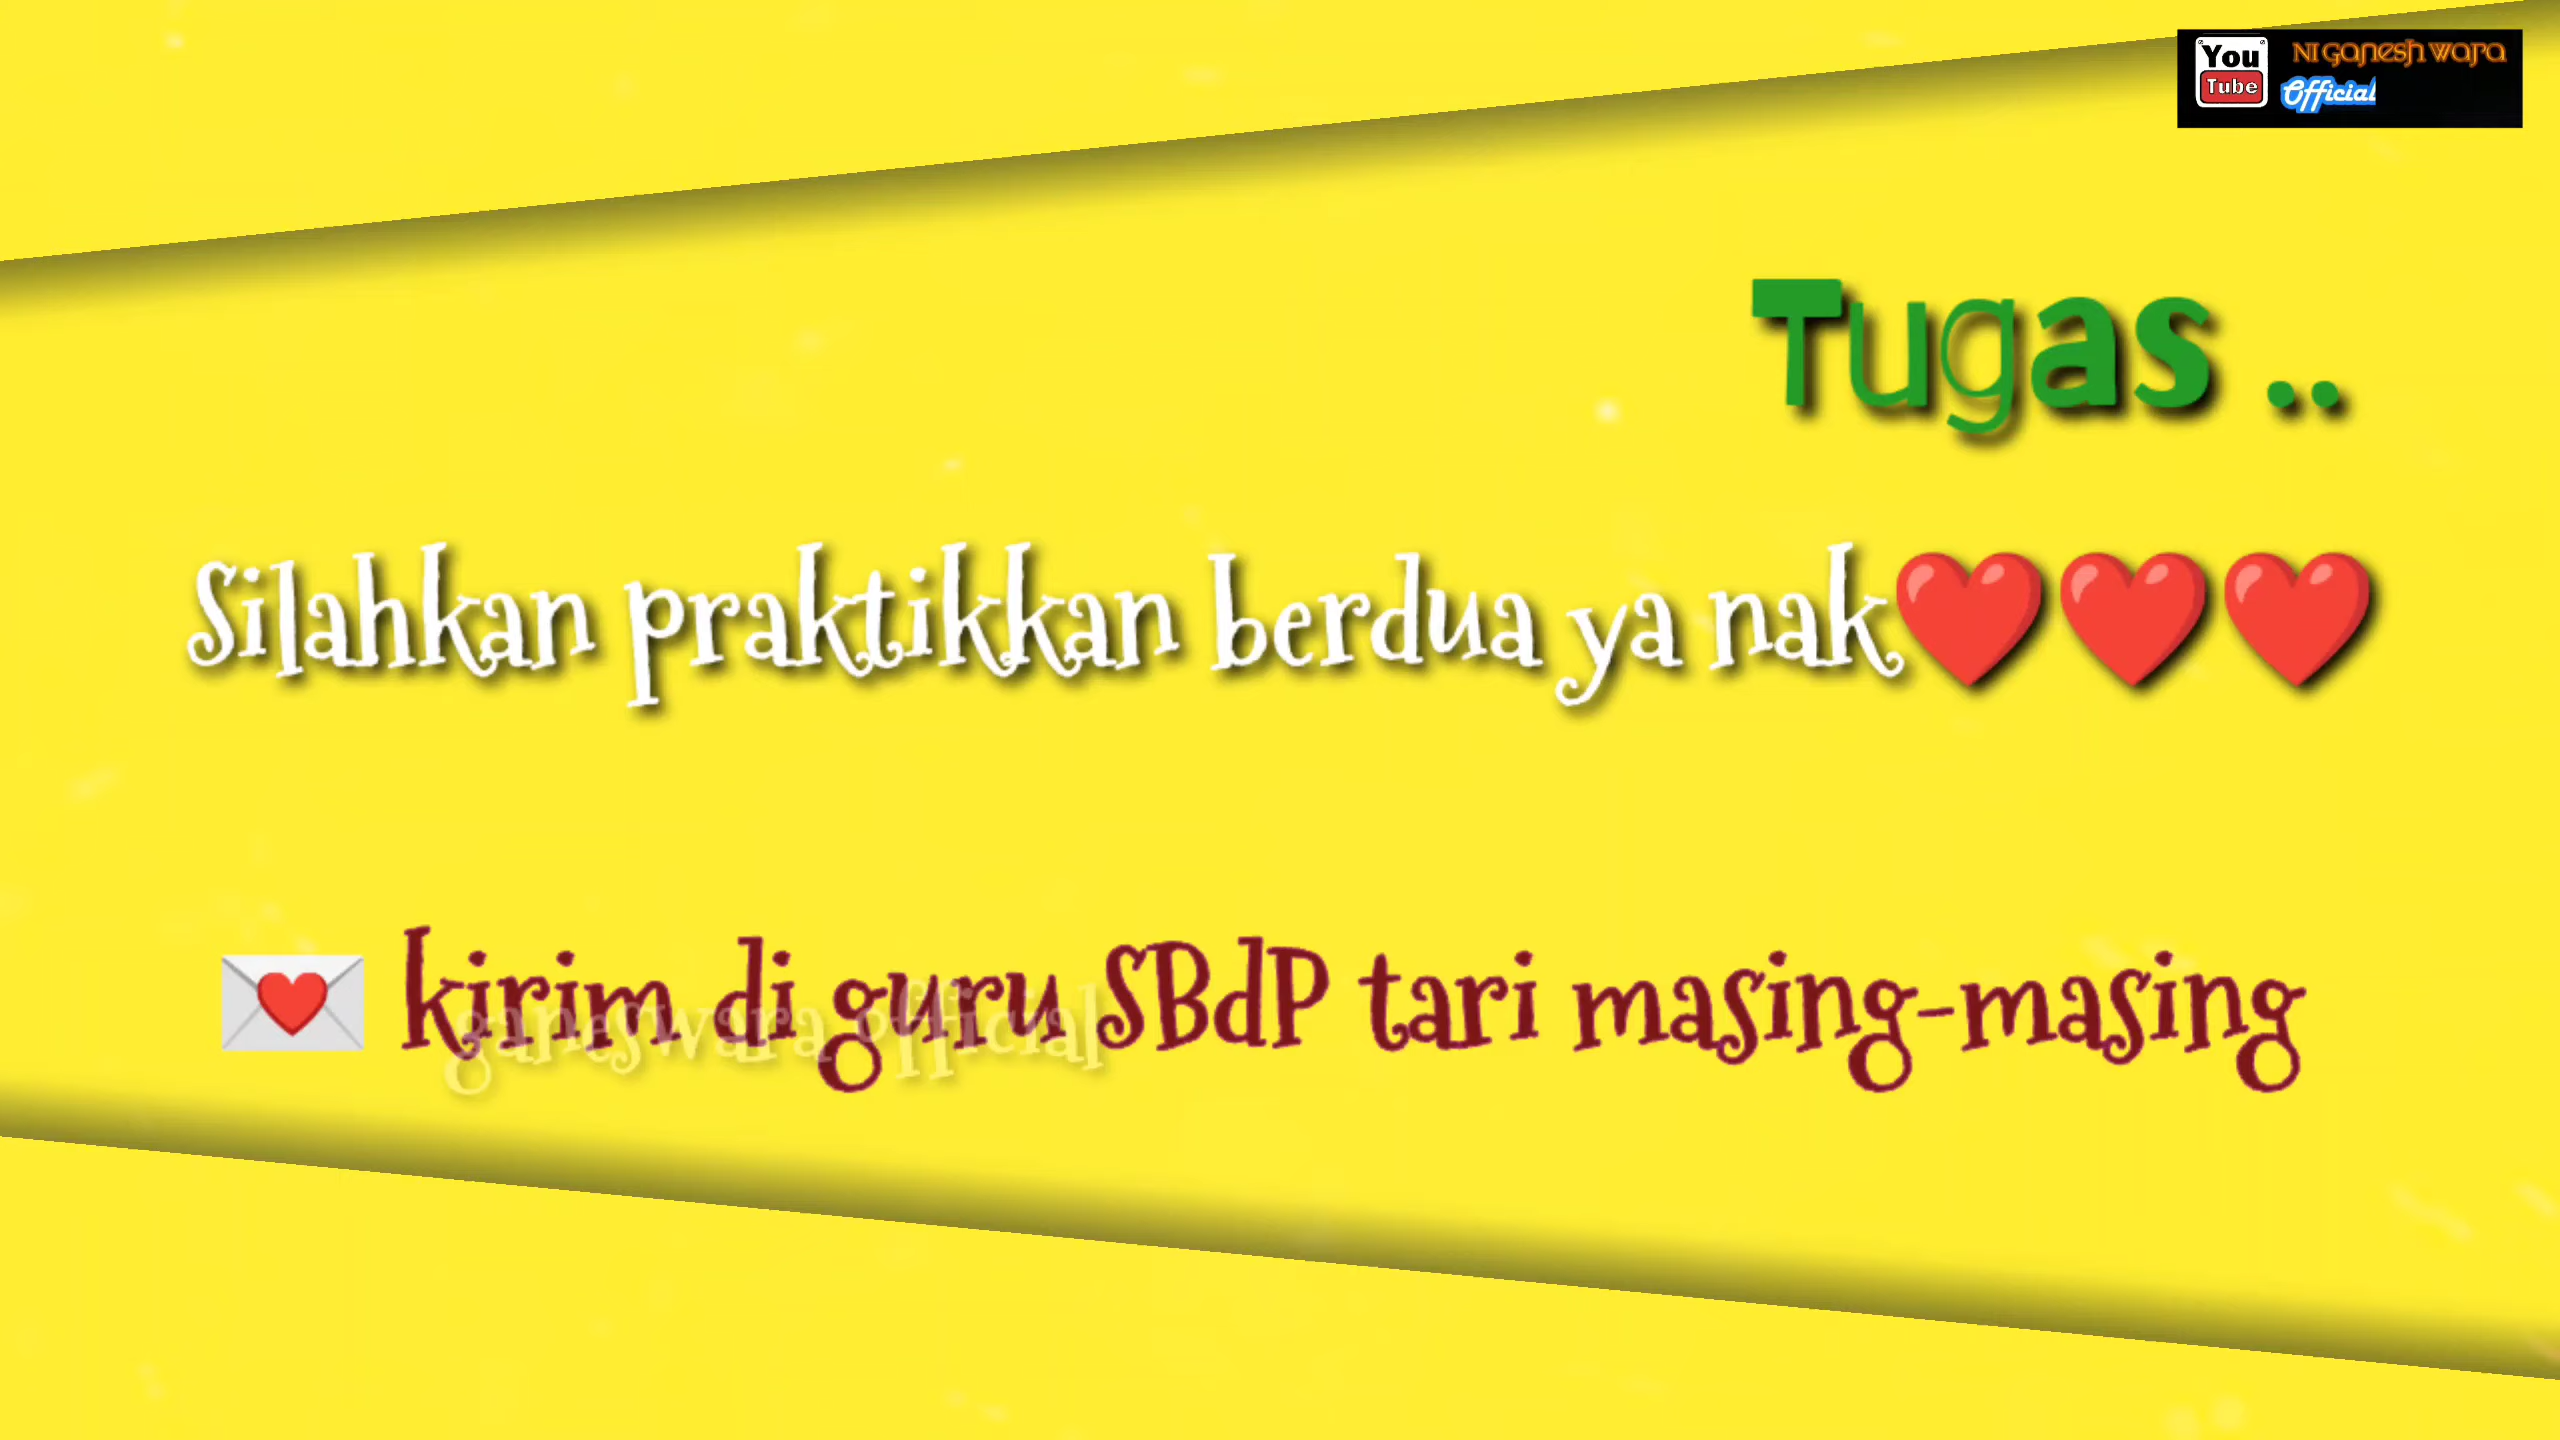 You
Tube
NI GANESH WARA
Official
Tugas ..
Silahkan praktikkan berdua ya nak❤️❤️❤️
💌 kirim di guru SBdP tari masing-masing
ganeswara official